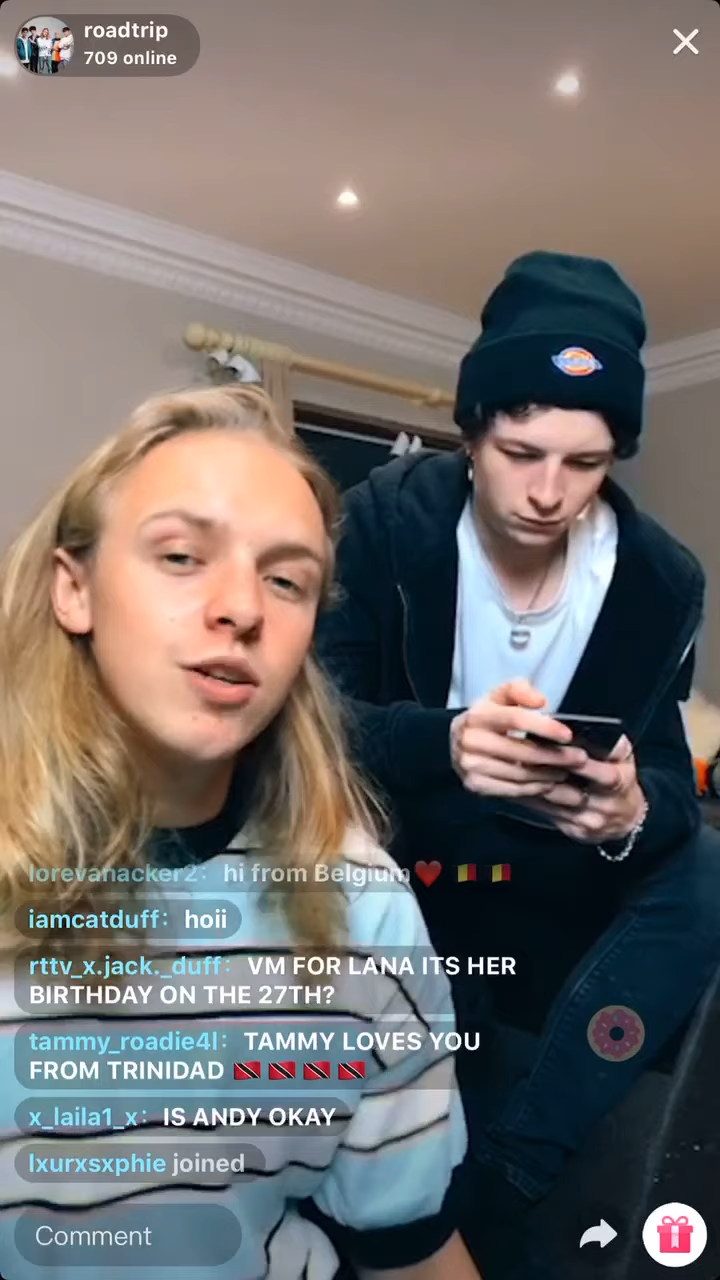 roadtrip
709 online
lorevanacker2: hi from Belgium❤️ 🇧🇪 🇧🇪
iamcatduff: hoii
rttv_x.jack._duff: VM FOR LANA ITS HER
BIRTHDAY ON THE 27TH?
tammy_roadie4l: TAMMY LOVES YOU
FROM TRINIDAD 🇹🇹 🇹🇹 🇹🇹 🇹🇹
x_laila1_x: IS ANDY OKAY
lxurxsxphie joined
Comment